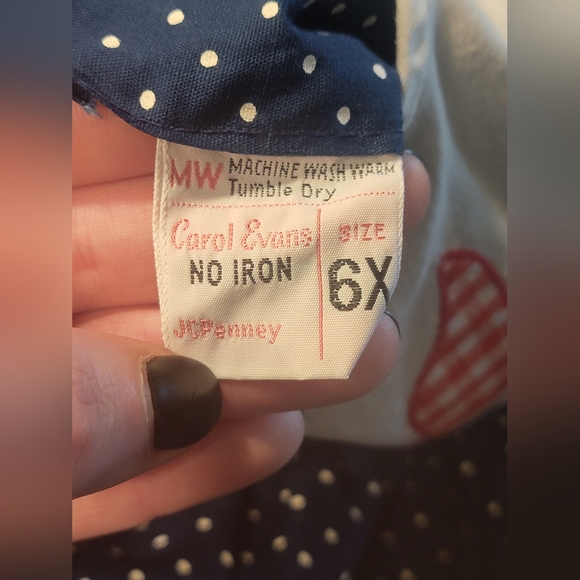 MW MACHINE WASH WARM
Tumble Dry
Carol Evans SIZE
NO IRON 6X
JCPenney